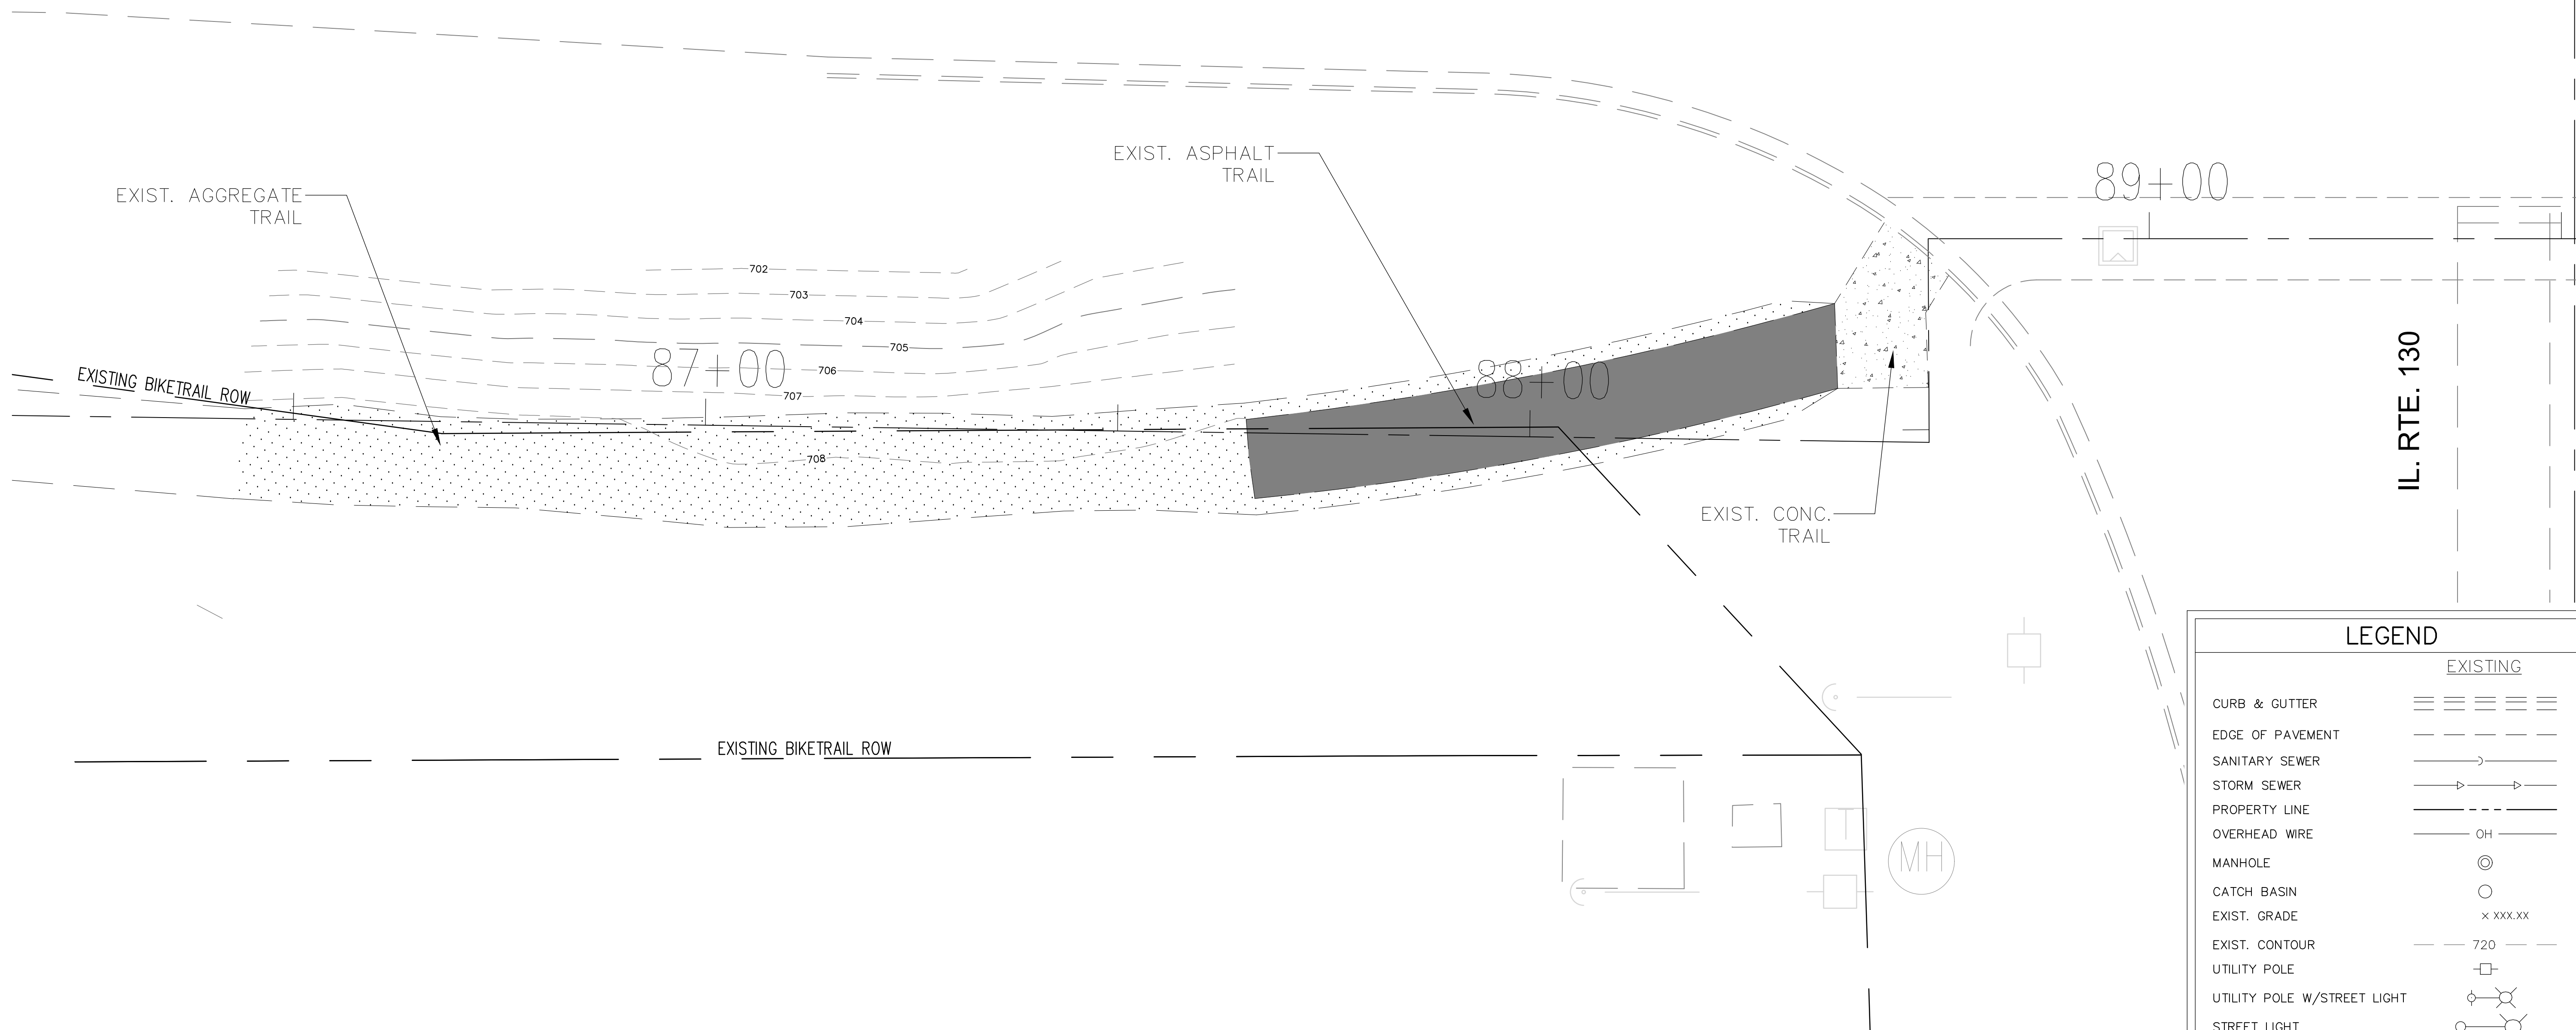 EXIST. ASPHALT
TRAIL
EXIST. AGGREGATE
TRAIL
89+00
702
703
704
705
706
707
708
87+00
88+00
EXISTING BIKETRAIL ROW
IL. RTE. 130
EXIST. CONC.
TRAIL
EXISTING BIKETRAIL ROW
MH
LEGEND
EXISTING
CURB & GUTTER
EDGE OF PAVEMENT
SANITARY SEWER
STORM SEWER
PROPERTY LINE
OVERHEAD WIRE OH
MANHOLE
CATCH BASIN
EXIST. GRADE × XXX.XX
EXIST. CONTOUR 720
UTILITY POLE
UTILITY POLE W/STREET LIGHT
STREET LIGHT